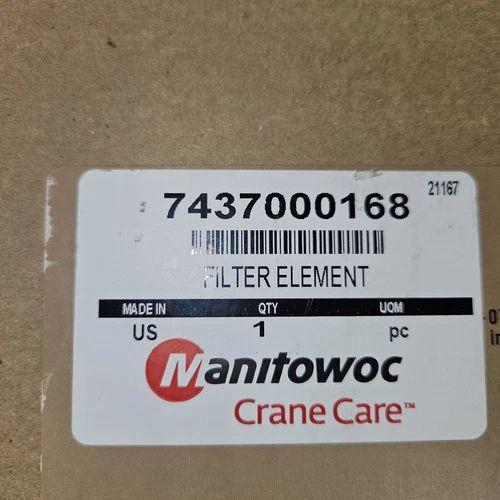 21167
7437000168
FILTER ELEMENT
MADE IN QTY UOM
US 1 pc
Manitowoc
Crane Care™